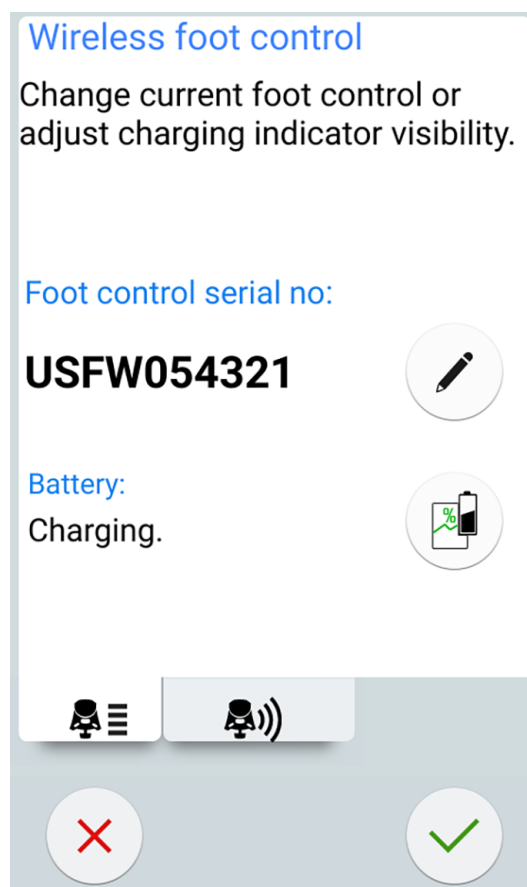 Wireless foot control
Change current foot control or
adjust charging indicator visibility.
Foot control serial no:
USFW054321
Battery:
Charging.
%